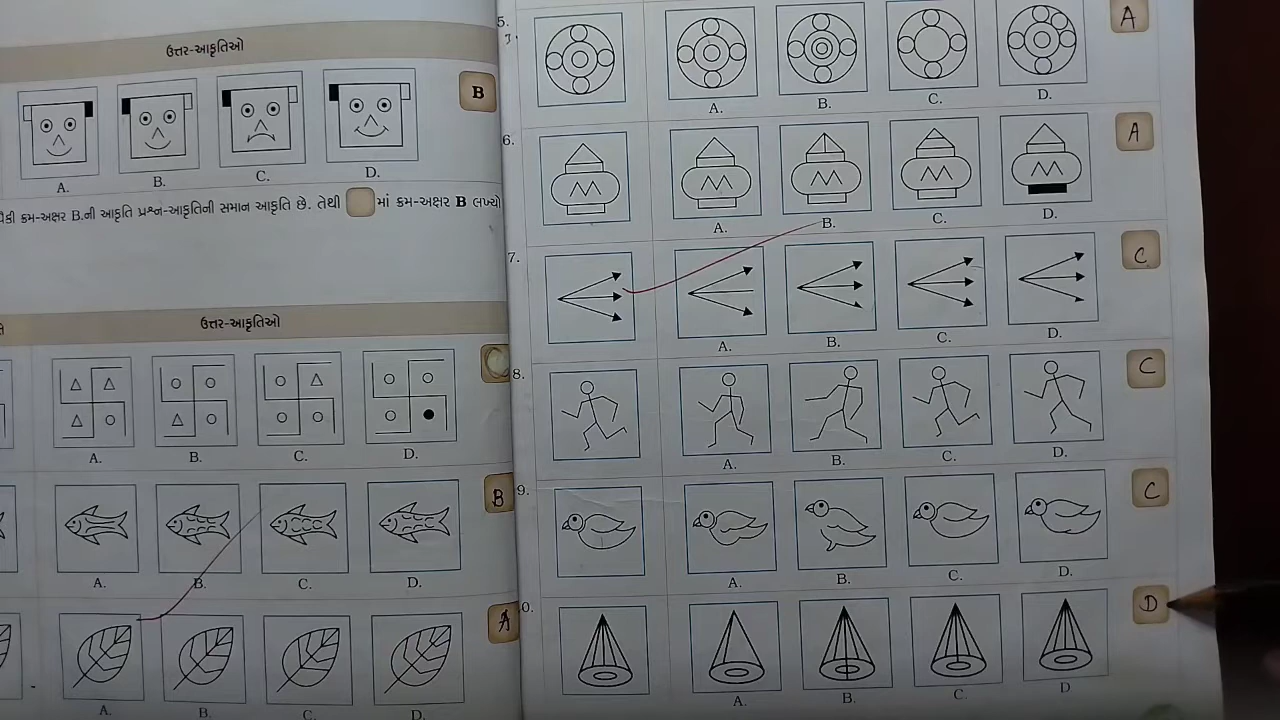 ઉત્તર-આકૃતિઓ
B
A. B. C. D.
ક્રમ-અક્ષર B.ની આકૃતિ પ્રશ્ન-આકૃતિની સમાન આકૃતિ છે. તેથી માં ક્રમ-અક્ષર B લખ્યો
ઉત્તર-આકૃતિઓ
C
A. B. C. D.
B
A. B. C. D.
A
A. B. C. D.
5.
A
A. B. C. D.
6.
A
A. B. C. D.
7.
C
A. B. C. D.
8.
C
A. B. C. D.
9.
C
A. B. C. D.
0.
D
A. B. C. D